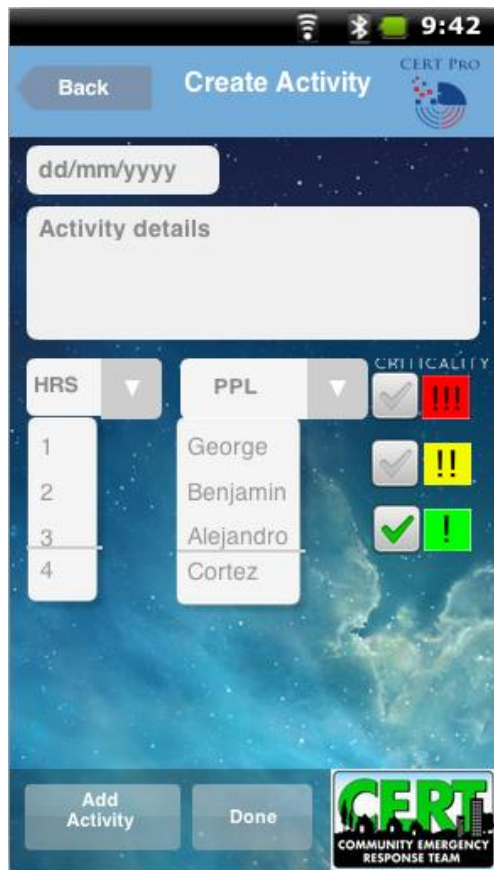 9:42
Back
Create Activity
CERT PRO
dd/mm/yyyy
Activity details
CRITICALITY
HRS
PPL
!!!
1
George
2
Benjamin
!!
3
Alejandro
!
4
Cortez
Add
Activity
Done
CERT
COMMUNITY EMERGENCY
RESPONSE TEAM